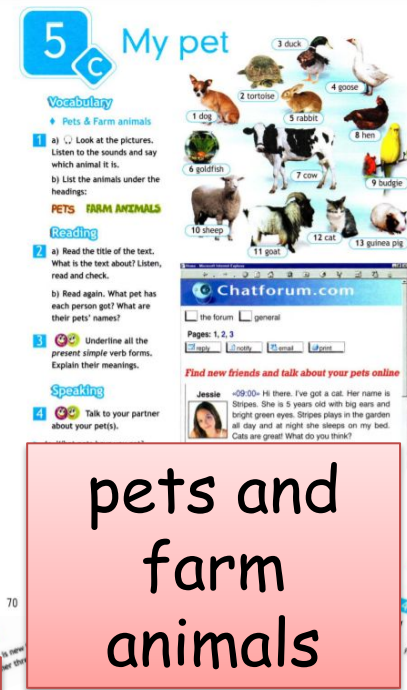 5 C My pet
Vocabulary
♦ Pets & Farm animals
1 a) Look at the pictures.
Listen to the sounds and say
which animal it is.
b) List the animals under the
headings:
PETS FARM ANIMALS
Reading
2 a) Read the title of the text.
What is the text about? Listen,
read and check.
b) Read again. What pet has
each person got? What are
their pets' names?
3 Underline all the
present simple verb forms.
Explain their meanings.
Speaking
4 Talk to your partner
about your pet(s).
3 duck
2 tortoise
4 goose
1 dog
5 rabbit
8 hen
6 goldfish
7 cow
9 budgie
10 sheep
11 goat
12 cat
13 guinea pig
Chatforum.com
the forum general
Pages: 1, 2, 3
reply notify email print
Find new friends and talk about your pets online
Jessie
«09:00» Hi there. I've got a cat. Her name is
Stripes. She is 5 years old with big ears and
bright green eyes. Stripes plays in the garden
all day and at night she sleeps on my bed.
Cats are great! What do you think?
pets and
farm
animals
70
is new